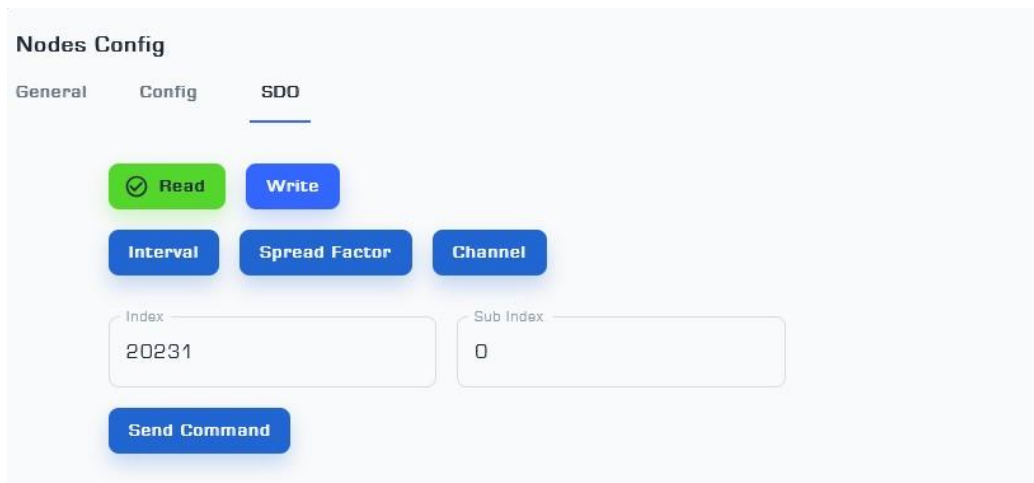 Nodes Config
General Config SDO
Read Write
Interval Spread Factor Channel
Index Sub Index
20231 0
Send Command